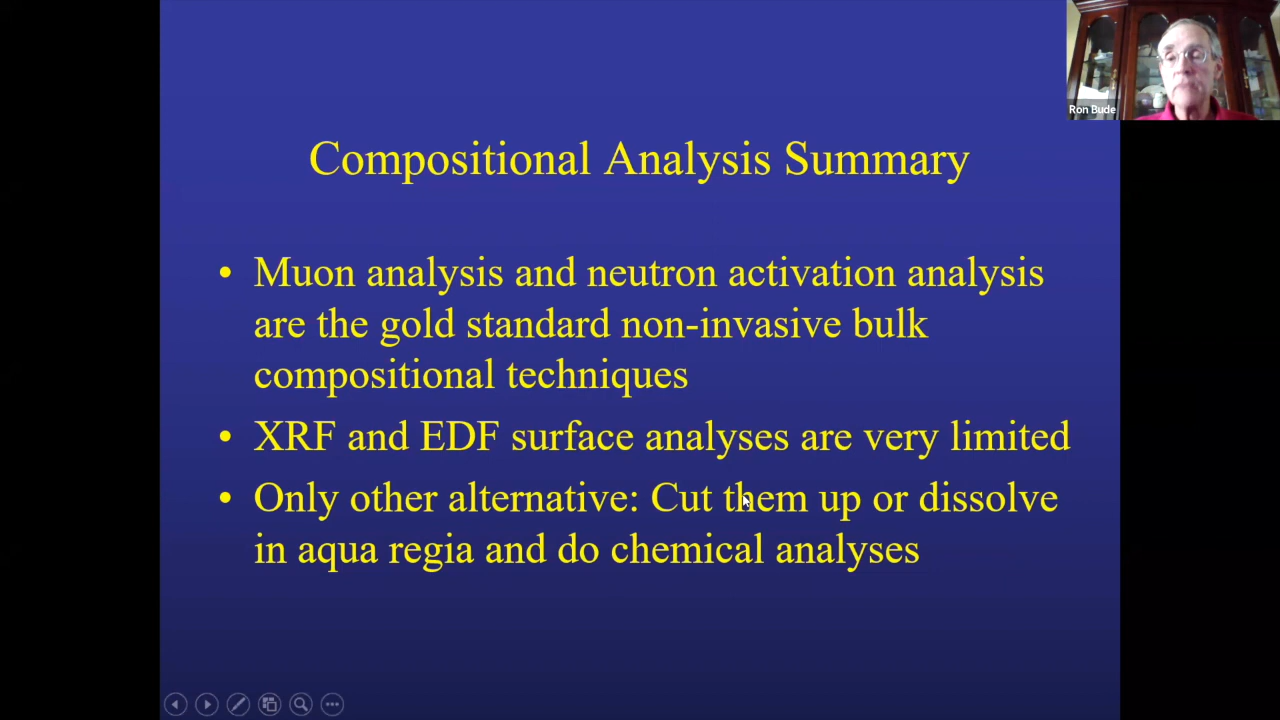 Ron Bude
Compositional Analysis Summary
• Muon analysis and neutron activation analysis
are the gold standard non-invasive bulk
compositional techniques
• XRF and EDF surface analyses are very limited
• Only other alternative: Cut them up or dissolve
in aqua regia and do chemical analyses